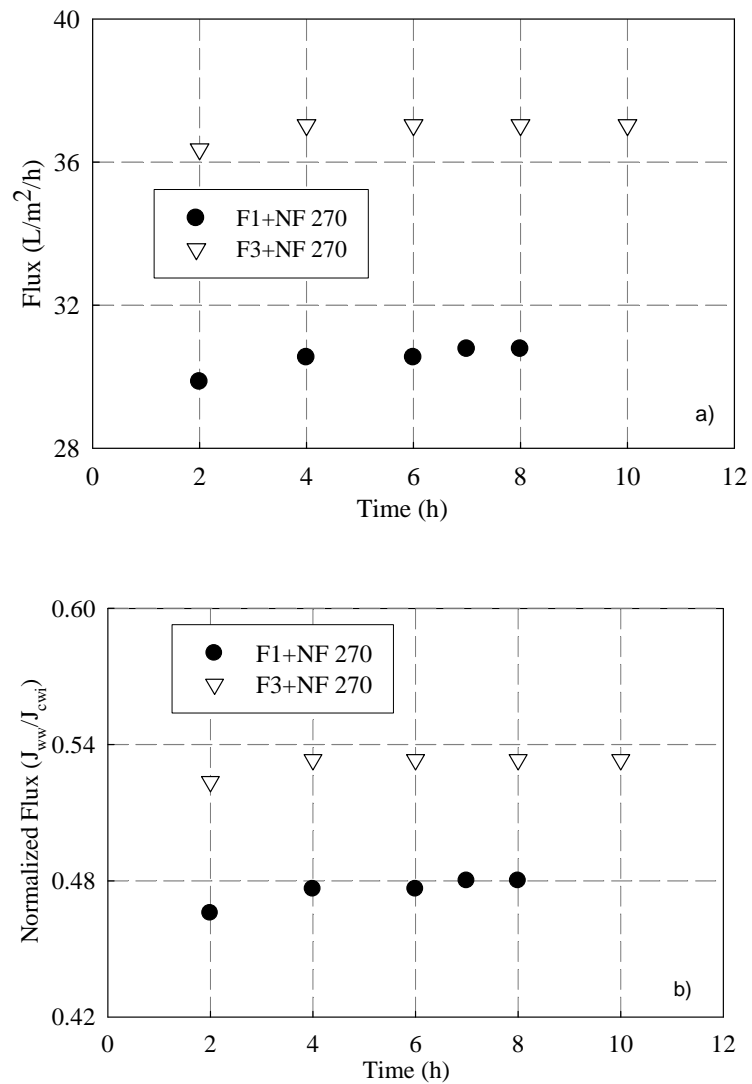 40
36
32
28
Flux (L/m²/h)
F1+NF 270
F3+NF 270
a)
0 2 4 6 8 10 12
Time (h)
0.60
0.54
0.48
0.42
Normalized Flux (J_ww/J_cwi)
F1+NF 270
F3+NF 270
b)
0 2 4 6 8 10 12
Time (h)